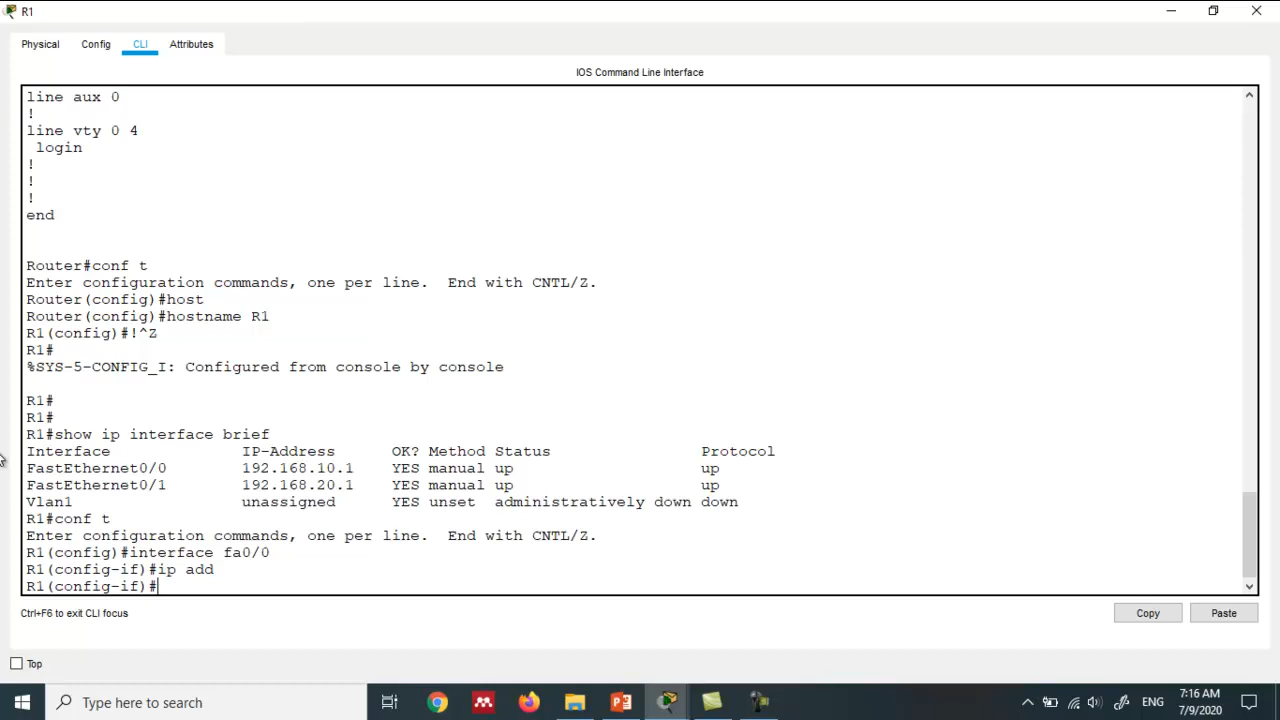 R1
Physical Config CLI Attributes
IOS Command Line Interface
line aux 0
!
line vty 0 4
 login
!
!
!
end
Router#conf t
Enter configuration commands, one per line.  End with CNTL/Z.
Router(config)#host
Router(config)#hostname R1
R1(config)#!^Z
R1#
%SYS-5-CONFIG_I: Configured from console by console
R1#
R1#
R1#show ip interface brief
Interface IP-Address OK? Method Status Protocol
FastEthernet0/0 192.168.10.1 YES manual up up
FastEthernet0/1 192.168.20.1 YES manual up up
Vlan1 unassigned YES unset administratively down down
R1#conf t
Enter configuration commands, one per line.  End with CNTL/Z.
R1(config)#interface fa0/0
R1(config-if)#ip add
R1(config-if)#
Ctrl+F6 to exit CLI focus Copy Paste
Top
Type here to search ENG 7:16 AM
7/9/2020